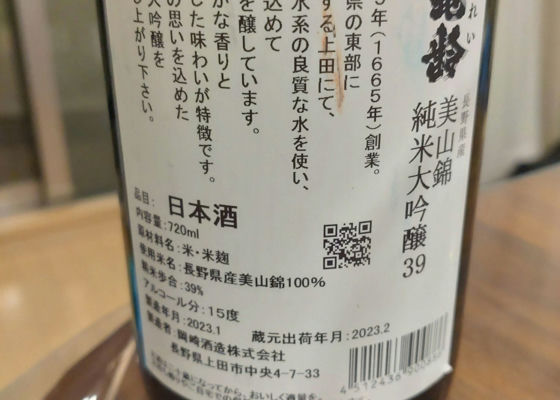 亀齢
れい
長野県産
美山錦
純米大吟醸39
5年(1665年)創業。
県の東部に
する上田にて、
水系の良質な水を使い、
込めて
を醸しています。
かな香りと
した味わいが特徴です。
の思いを込めた
大吟醸を
し上がり下さい。
品目: 日本酒
内容量:720ml
原材料名:米・米麹
使用米名:長野県産美山錦100%
精米歩合:39%
アルコール分:15度
製造年月:2023.1
蔵元出荷年月:2023.2
製造者:岡崎酒造株式会社
長野県上田市中央4-7-33